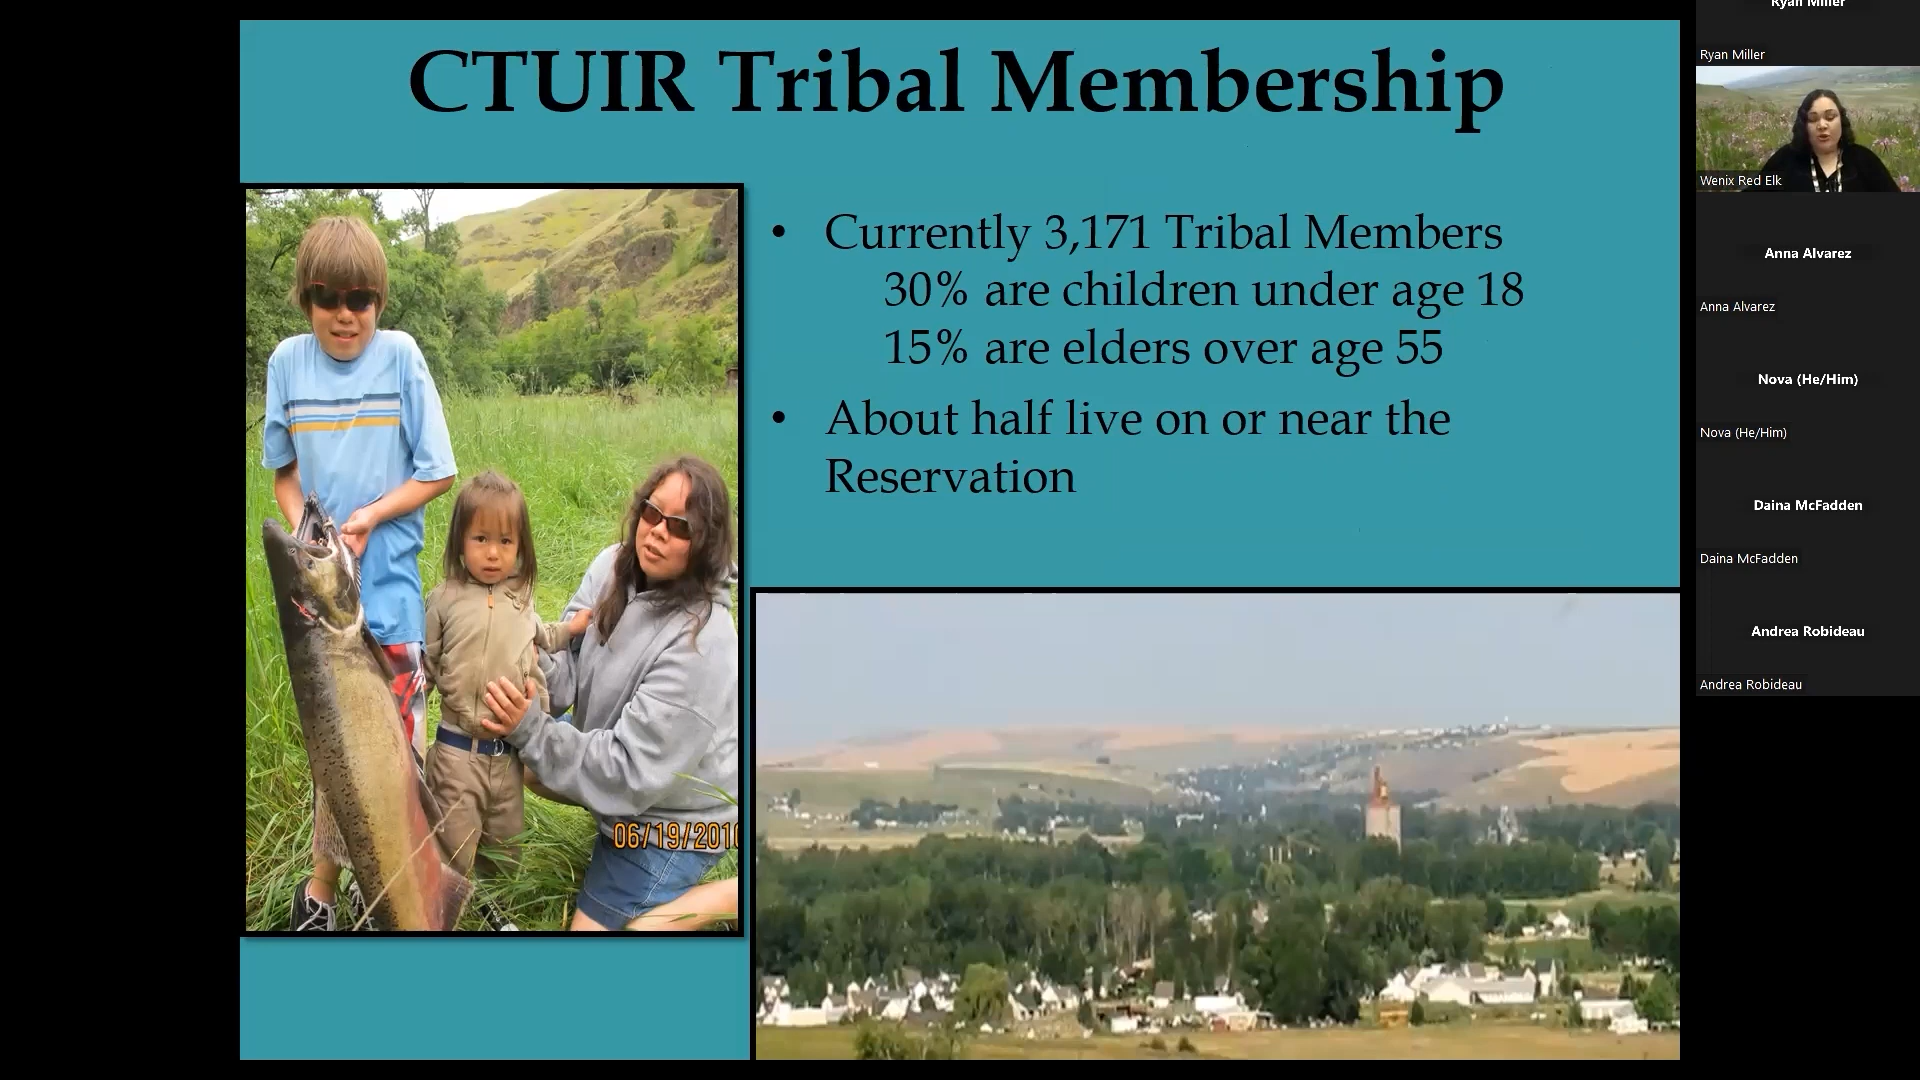 CTUIR Tribal Membership
• Currently 3,171 Tribal Members
30% are children under age 18
15% are elders over age 55
• About half live on or near the
Reservation
06/19/2010
Ryan Miller
Ryan Miller
Wenix Red Elk
Anna Alvarez
Anna Alvarez
Nova (He/Him)
Nova (He/Him)
Daina McFadden
Daina McFadden
Andrea Robideau
Andrea Robideau